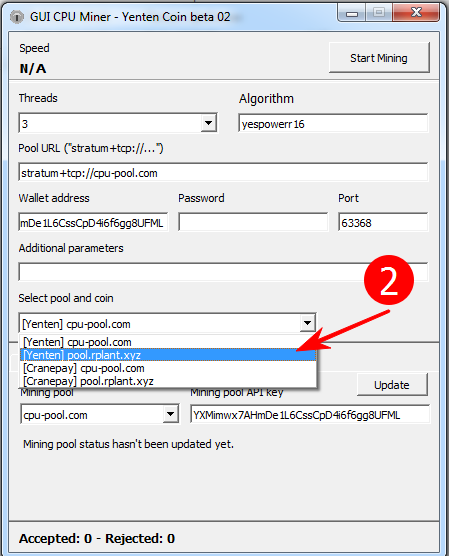 GUI CPU Miner - Yenten Coin beta 02
Speed
N/A
Start Mining
Threads
Algorithm
3
yespowerr16
Pool URL ("stratum+tcp://...")
stratum+tcp://cpu-pool.com
Wallet address
Password
Port
mDe1L6CssCpD4i6f6gg8UFML
63368
Additional parameters
2
Select pool and coin
[Yenten] cpu-pool.com
[Yenten] cpu-pool.com
[Yenten] pool.rplant.xyz
[Cranepay] cpu-pool.com
[Cranepay] pool.rplant.xyz
Update
Mining pool
Mining pool API key
cpu-pool.com
YXMimwx7AHmDe1L6CssCpD4i6f6gg8UFML
Mining pool status hasn't been updated yet.
Accepted: 0 - Rejected: 0